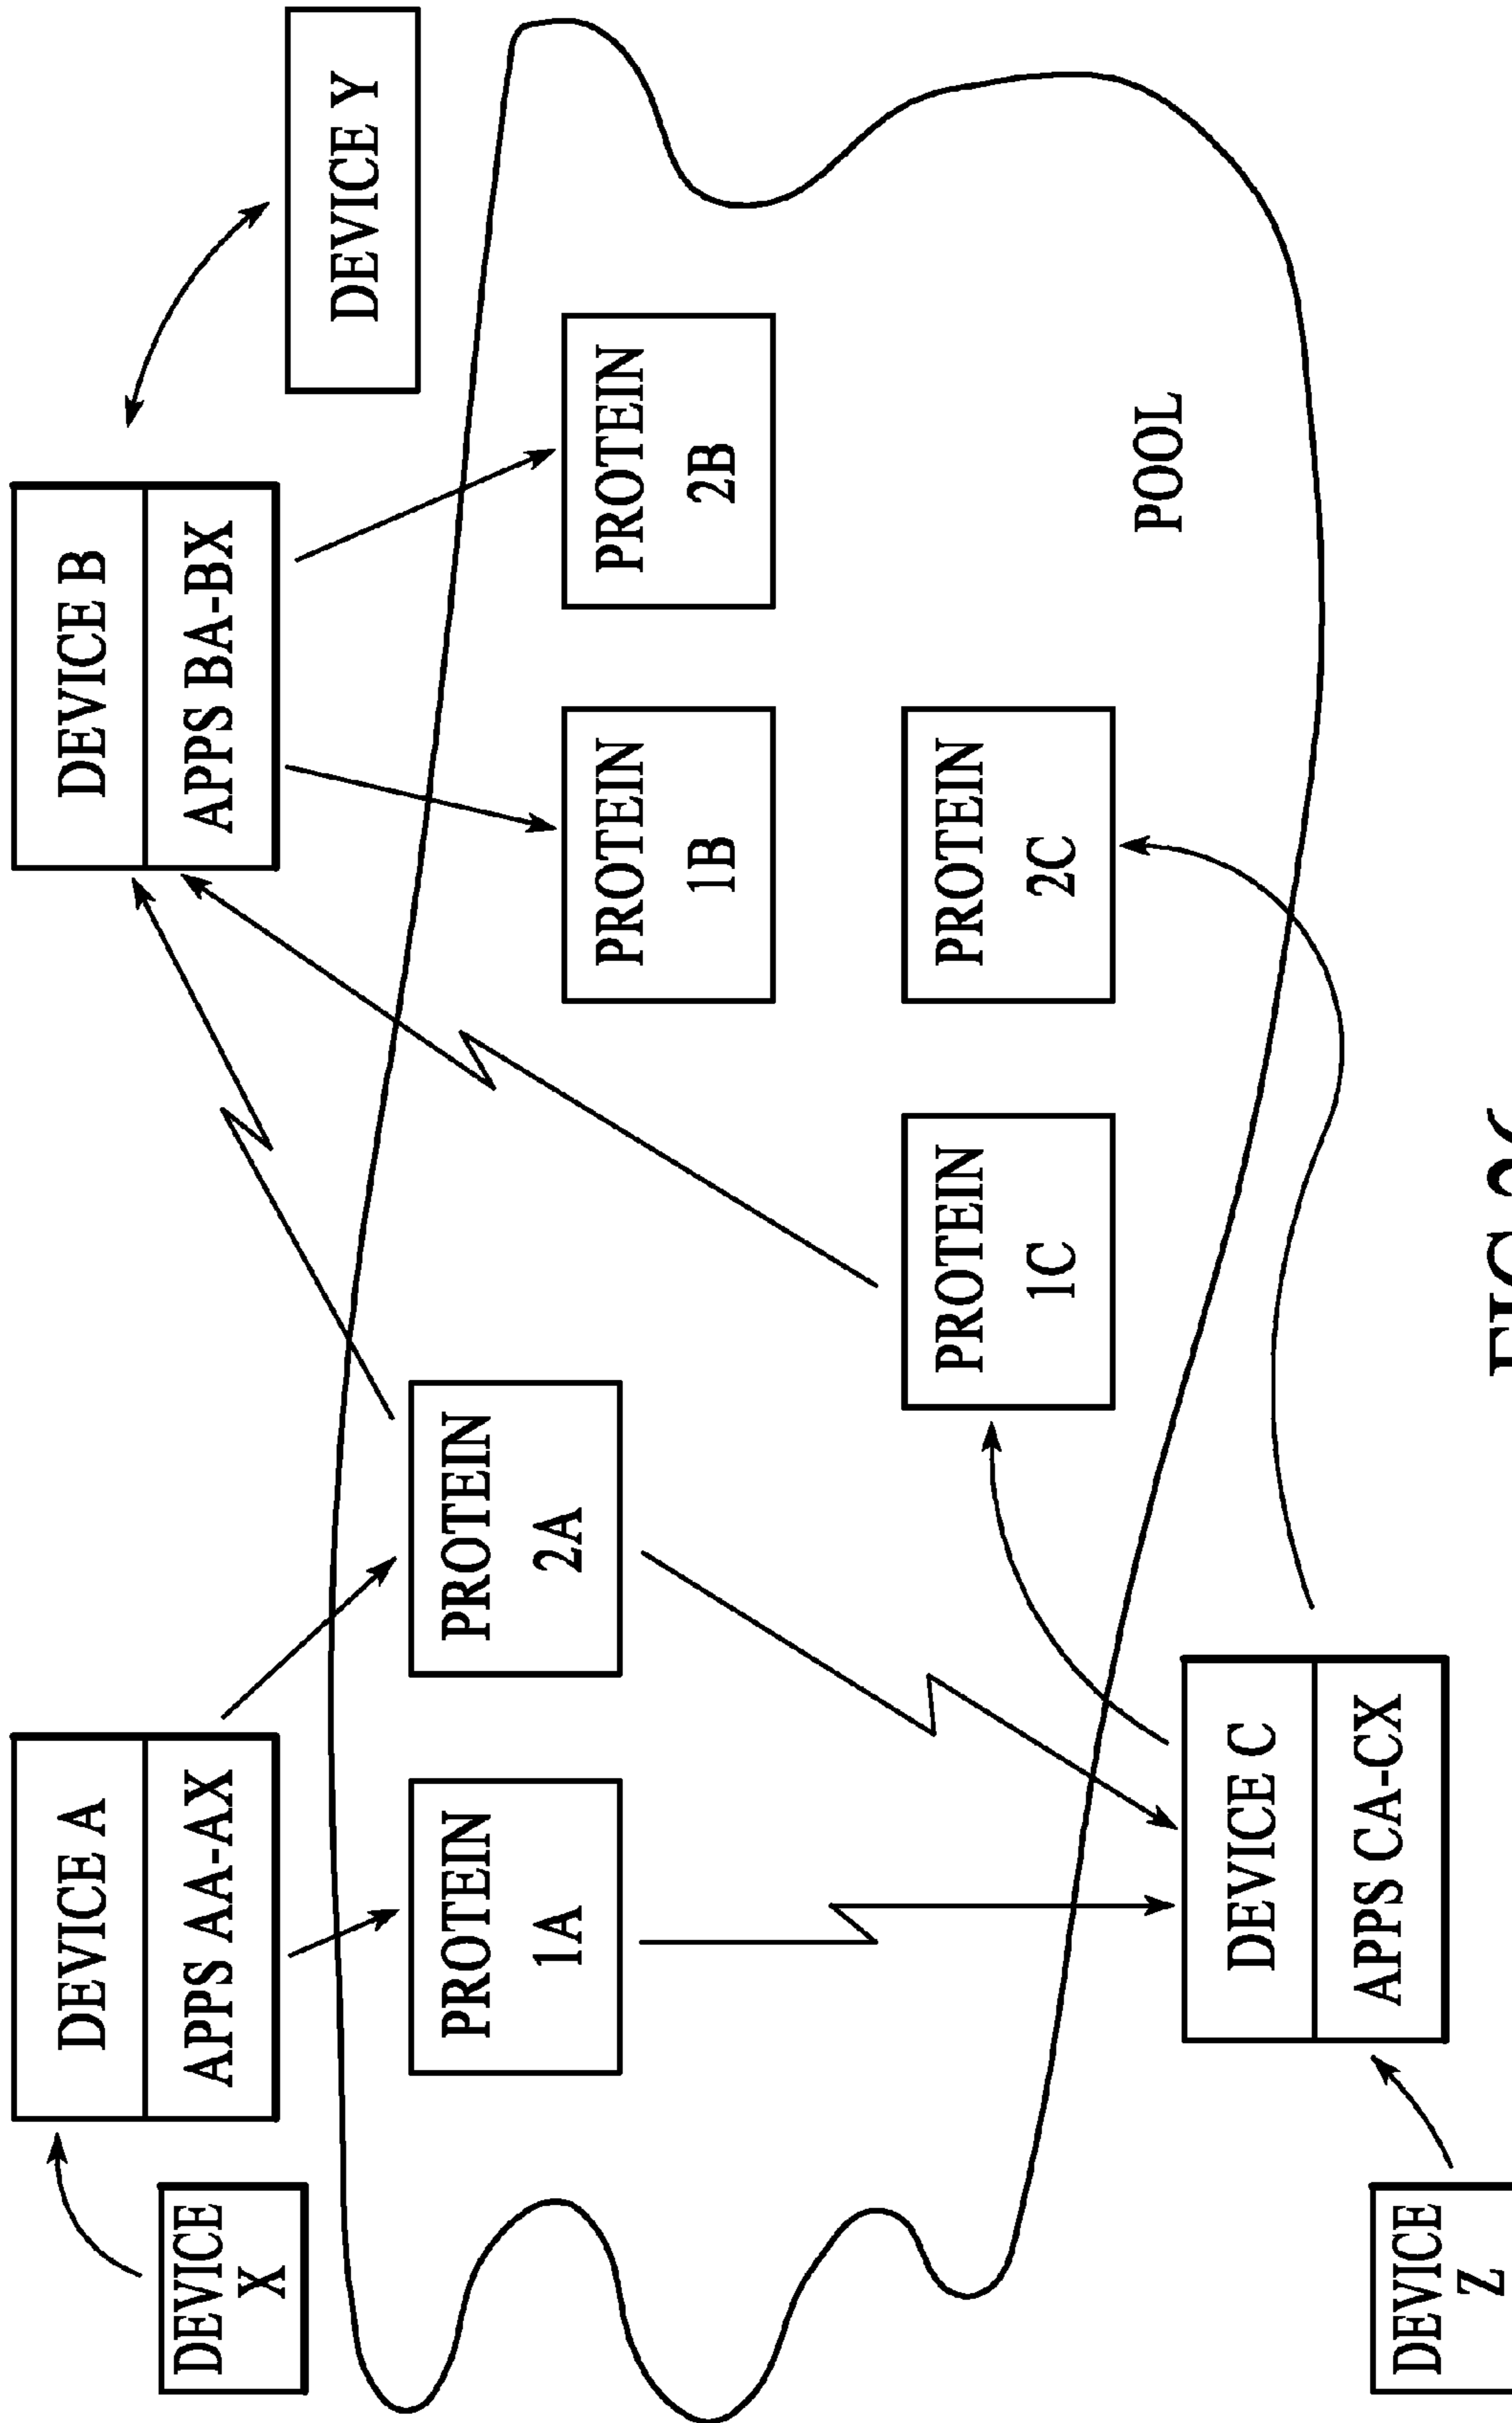 DEVICE
X
DEVICE A
APPS AA-AX
DEVICE B
APPS BA-BX
DEVICE Y
PROTEIN
1A
PROTEIN
2A
PROTEIN
1B
PROTEIN
2B
PROTEIN
1C
PROTEIN
2C
POOL
DEVICE C
APPS CA-CX
DEVICE
Z